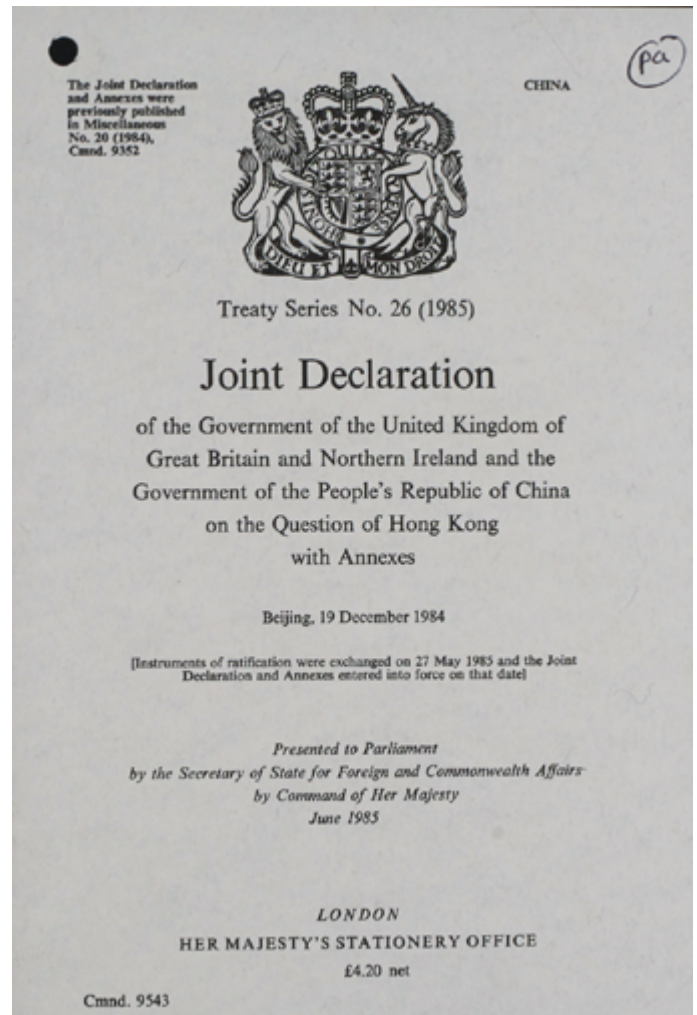 The Joint Declaration
and Annexes were
previously published
in Miscellaneous
No. 20 (1984),
Cmnd. 9352
CHINA
pa
DIEU ET MON DROIT
Treaty Series No. 26 (1985)
Joint Declaration
of the Government of the United Kingdom of
Great Britain and Northern Ireland and the
Government of the People's Republic of China
on the Question of Hong Kong
with Annexes
Beijing, 19 December 1984
[Instruments of ratification were exchanged on 27 May 1985 and the Joint
Declaration and Annexes entered into force on that date]
Presented to Parliament
by the Secretary of State for Foreign and Commonwealth Affairs
by Command of Her Majesty
June 1985
LONDON
HER MAJESTY'S STATIONERY OFFICE
£4.20 net
Cmnd. 9543